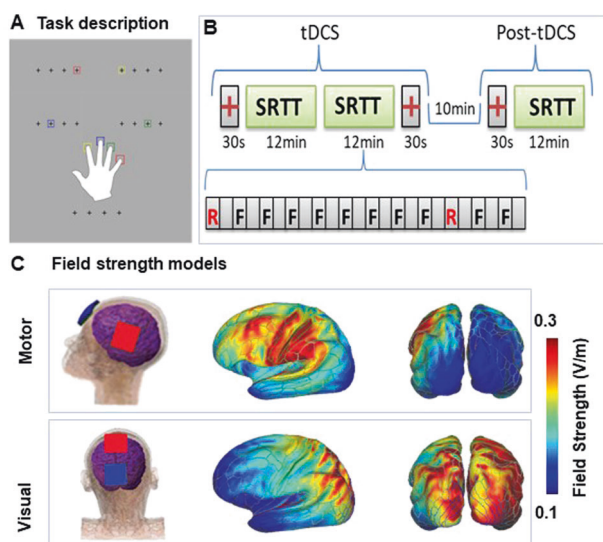 A Task description
B
tDCS
Post-tDCS
SRTT SRTT 10min SRTT
30s 12min 12min 30s 30s 12min
R F F F F F F F F R F F
C Field strength models
Motor
Visual
0.3
Field Strength (V/m)
0.1